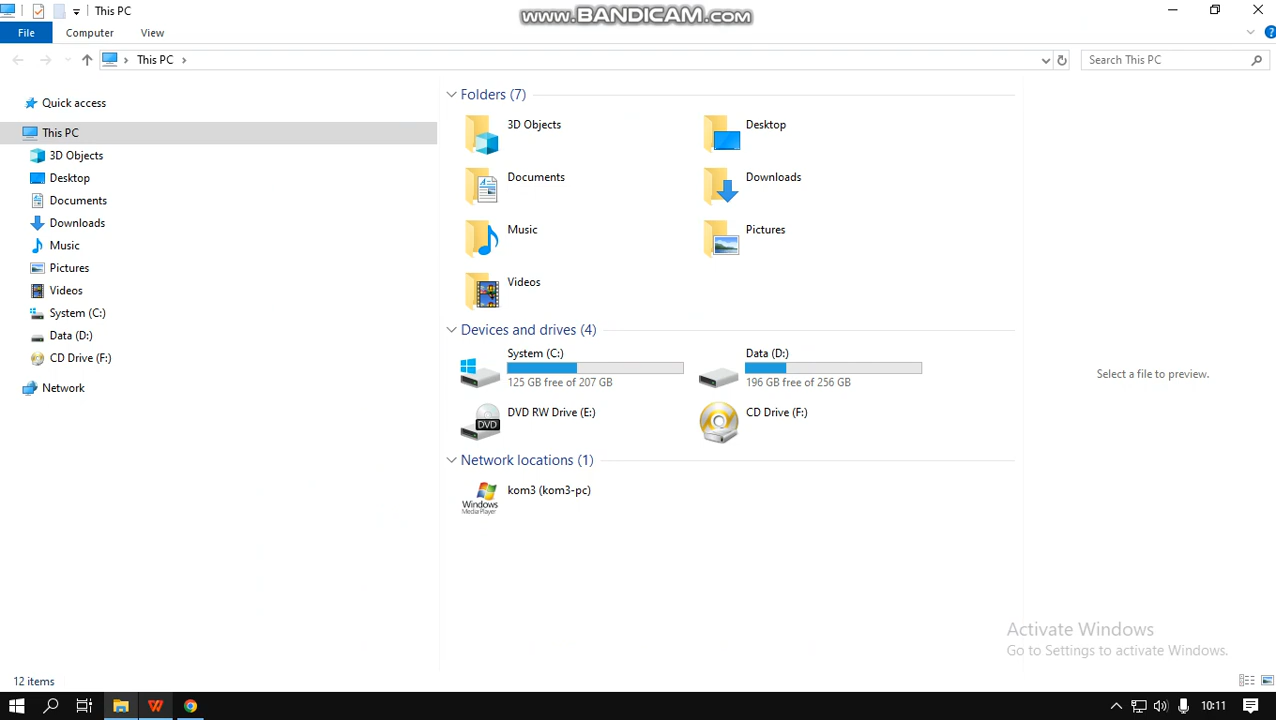 This PC
www.BANDICAM.com
File
Computer
View
This PC
Search This PC
Quick access
This PC
3D Objects
Desktop
Documents
Downloads
Music
Pictures
Videos
System (C:)
Data (D:)
CD Drive (F:)
Network
Folders (7)
3D Objects
Desktop
Documents
Downloads
Music
Pictures
Videos
Devices and drives (4)
System (C:)
125 GB free of 207 GB
Data (D:)
196 GB free of 256 GB
DVD
DVD RW Drive (E:)
CD Drive (F:)
Network locations (1)
Windows
Media Player
kom3 (kom3-pc)
Select a file to preview.
Activate Windows
Go to Settings to activate Windows.
12 items
10:11